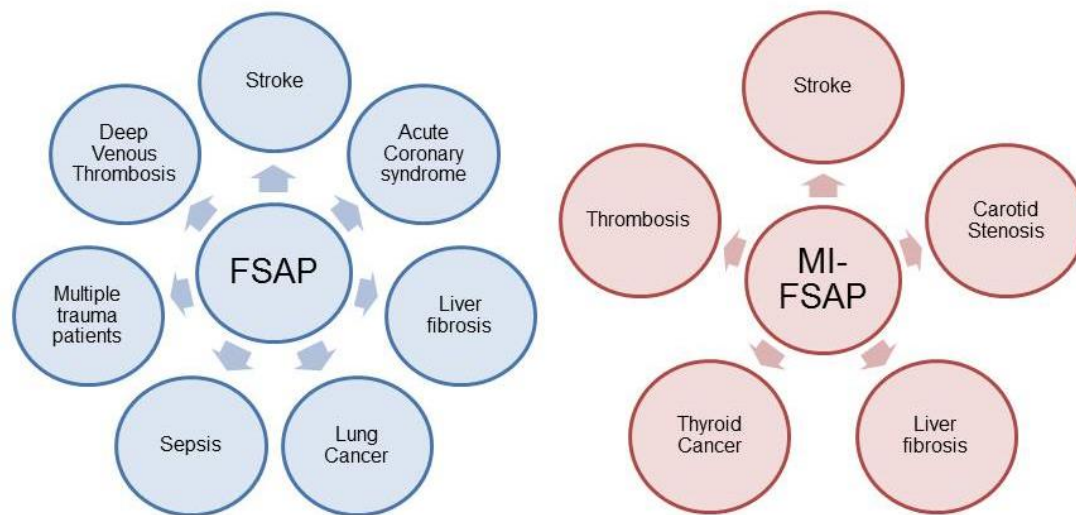 Stroke
Acute
Coronary
syndrome
Liver
fibrosis
Lung
Cancer
Sepsis
Multiple
trauma
patients
Deep
Venous
Thrombosis
FSAP
Stroke
Carotid
Stenosis
Liver
fibrosis
Thyroid
Cancer
Thrombosis
MI-
FSAP